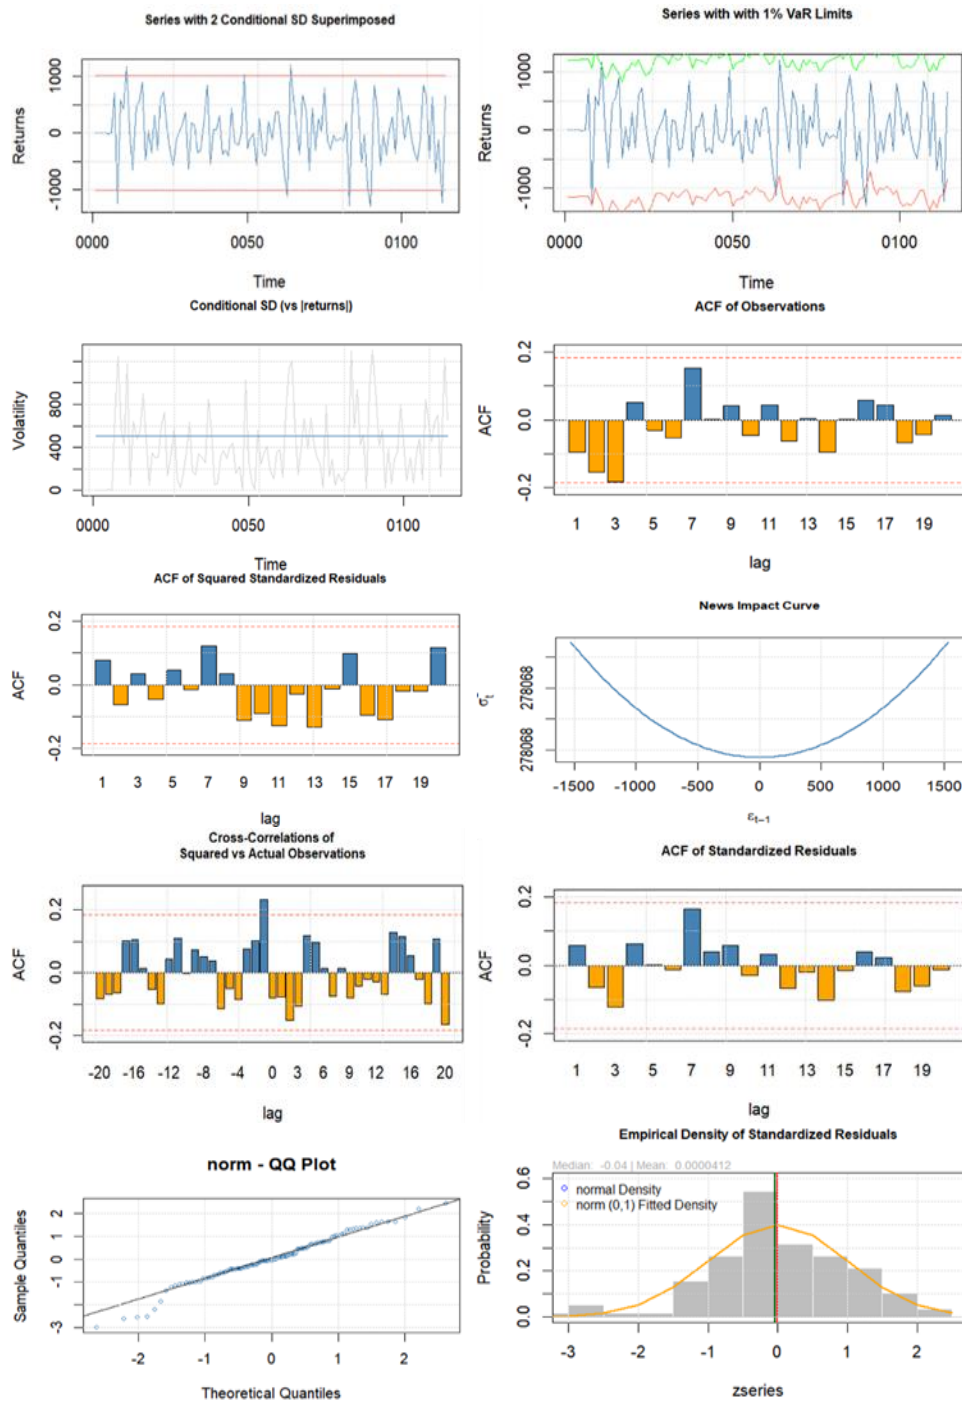 Series with 2 Conditional SD Superimposed
Returns
1000
0
-1000
0000
0050
0100
Time
Series with with 1% VaR Limits
Returns
1000
0
-1000
0000
0050
0100
Time
Conditional SD (vs |returns|)
Volatility
800
400
0
0000
0050
0100
Time
ACF of Observations
ACF
0.2
0.0
-0.2
1 3 5 7 9 11 13 15 17 19
lag
ACF of Squared Standardized Residuals
ACF
0.2
0.0
-0.2
1 3 5 7 9 11 13 15 17 19
lag
News Impact Curve
278068
278068
-1500 -1000 -500 0 500 1000 1500
εt−1
Cross-Correlations of
Squared vs Actual Observations
ACF
0.2
0.0
-0.2
-20 -16 -12 -8 -4 0 3 6 9 12 16 20
lag
ACF of Standardized Residuals
ACF
0.2
0.0
-0.2
1 3 5 7 9 11 13 15 17 19
lag
norm - QQ Plot
Sample Quantiles
2
1
0
-1
-3
-2 -1 0 1 2
Theoretical Quantiles
Empirical Density of Standardized Residuals
Median: -0.04 | Mean: 0.0000412
normal Density
norm (0,1) Fitted Density
Probability
0.6
0.4
0.2
0.0
-3 -2 -1 0 1 2
zseries